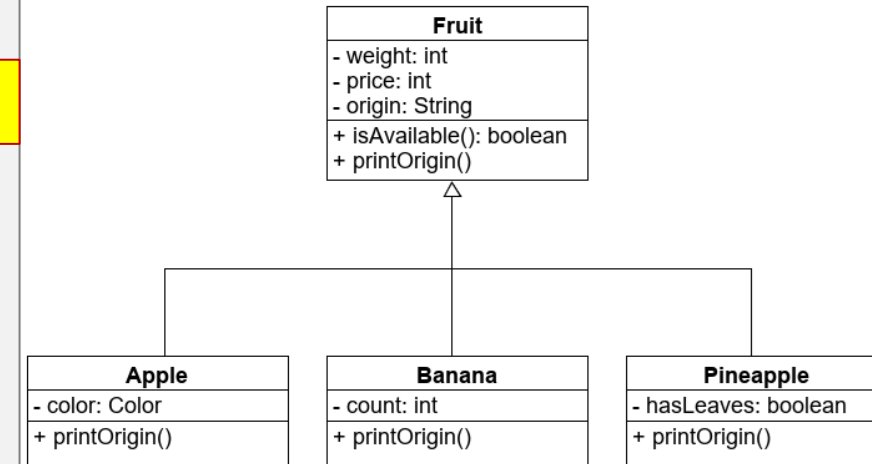 Fruit
- weight: int
- price: int
- origin: String
+ isAvailable(): boolean
+ printOrigin()
Apple
- color: Color
+ printOrigin()
Banana
- count: int
+ printOrigin()
Pineapple
- hasLeaves: boolean
+ printOrigin()